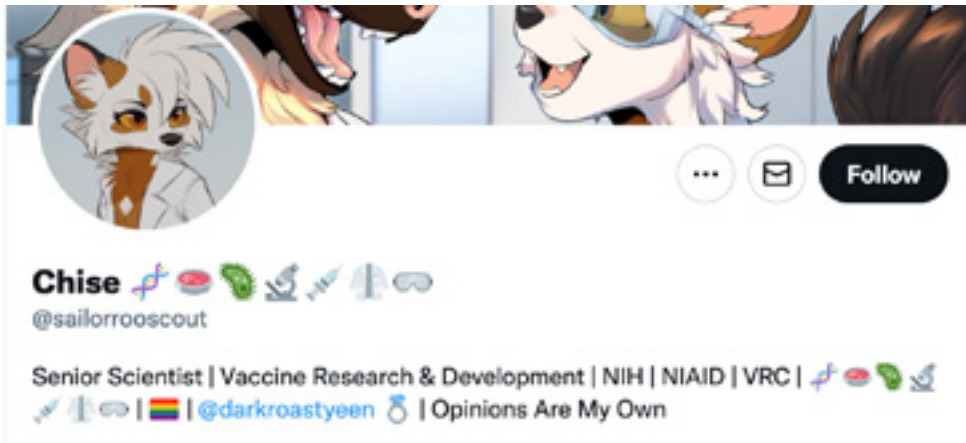 Follow
Chise 🧬🧫🦠🔬💉🥼🥽
@sailorrooscout
Senior Scientist | Vaccine Research & Development | NIH | NIAID | VRC | 🧬🧫🦠🔬
💉🥼🥽 | 🏳️‍🌈 | @darkroastyeen 💍 | Opinions Are My Own